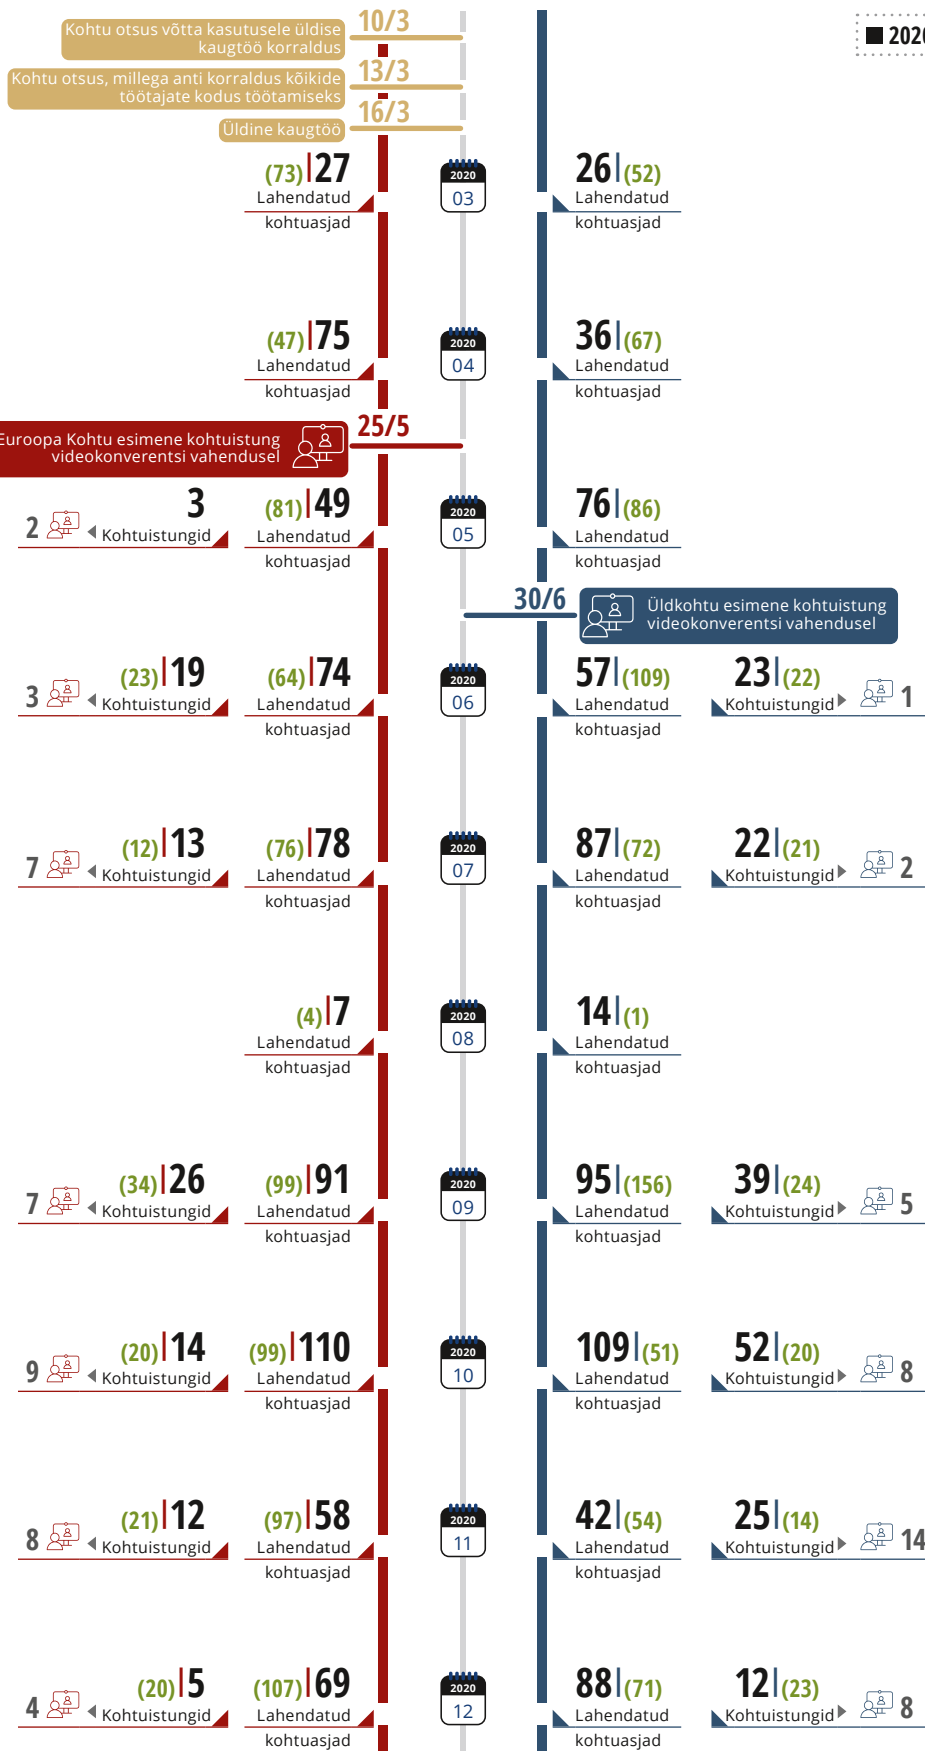 10/3
Kohtu otsus võtta kasutusele üldise
kaugtöö korraldus
■ 2020
13/3
Kohtu otsus, millega anti korraldus kõikide
töötajate kodus töötamiseks
16/3
Üldine kaugtöö
(73) 27 2020 26 (52)
Lahendatud 03 Lahendatud
kohtuasjad kohtuasjad
(47) 75 2020 36 (67)
Lahendatud 04 Lahendatud
kohtuasjad kohtuasjad
25/5
Euroopa Kohtu esimene kohtuistung
videokonverentsi vahendusel
3 (81) 49 2020 76 (86)
2 Kohtuistungid Lahendatud 05 Lahendatud
kohtuasjad kohtuasjad
30/6
Üldkohtu esimene kohtuistung
videokonverentsi vahendusel
(23) 19 (64) 74 2020 57 (109) 23 (22)
3 Kohtuistungid Lahendatud 06 Lahendatud Kohtuistungid 1
kohtuasjad kohtuasjad
(12) 13 (76) 78 2020 87 (72) 22 (21)
7 Kohtuistungid Lahendatud 07 Lahendatud Kohtuistungid 2
kohtuasjad kohtuasjad
(4) 7 2020 14 (1)
Lahendatud 08 Lahendatud
kohtuasjad kohtuasjad
(34) 26 (99) 91 2020 95 (156) 39 (24)
7 Kohtuistungid Lahendatud 09 Lahendatud Kohtuistungid 5
kohtuasjad kohtuasjad
(20) 14 (99) 110 2020 109 (51) 52 (20)
9 Kohtuistungid Lahendatud 10 Lahendatud Kohtuistungid 8
kohtuasjad kohtuasjad
(21) 12 (97) 58 2020 42 (54) 25 (14)
8 Kohtuistungid Lahendatud 11 Lahendatud Kohtuistungid 14
kohtuasjad kohtuasjad
(20) 5 (107) 69 2020 88 (71) 12 (23)
4 Kohtuistungid Lahendatud 12 Lahendatud Kohtuistungid 8
kohtuasjad kohtuasjad